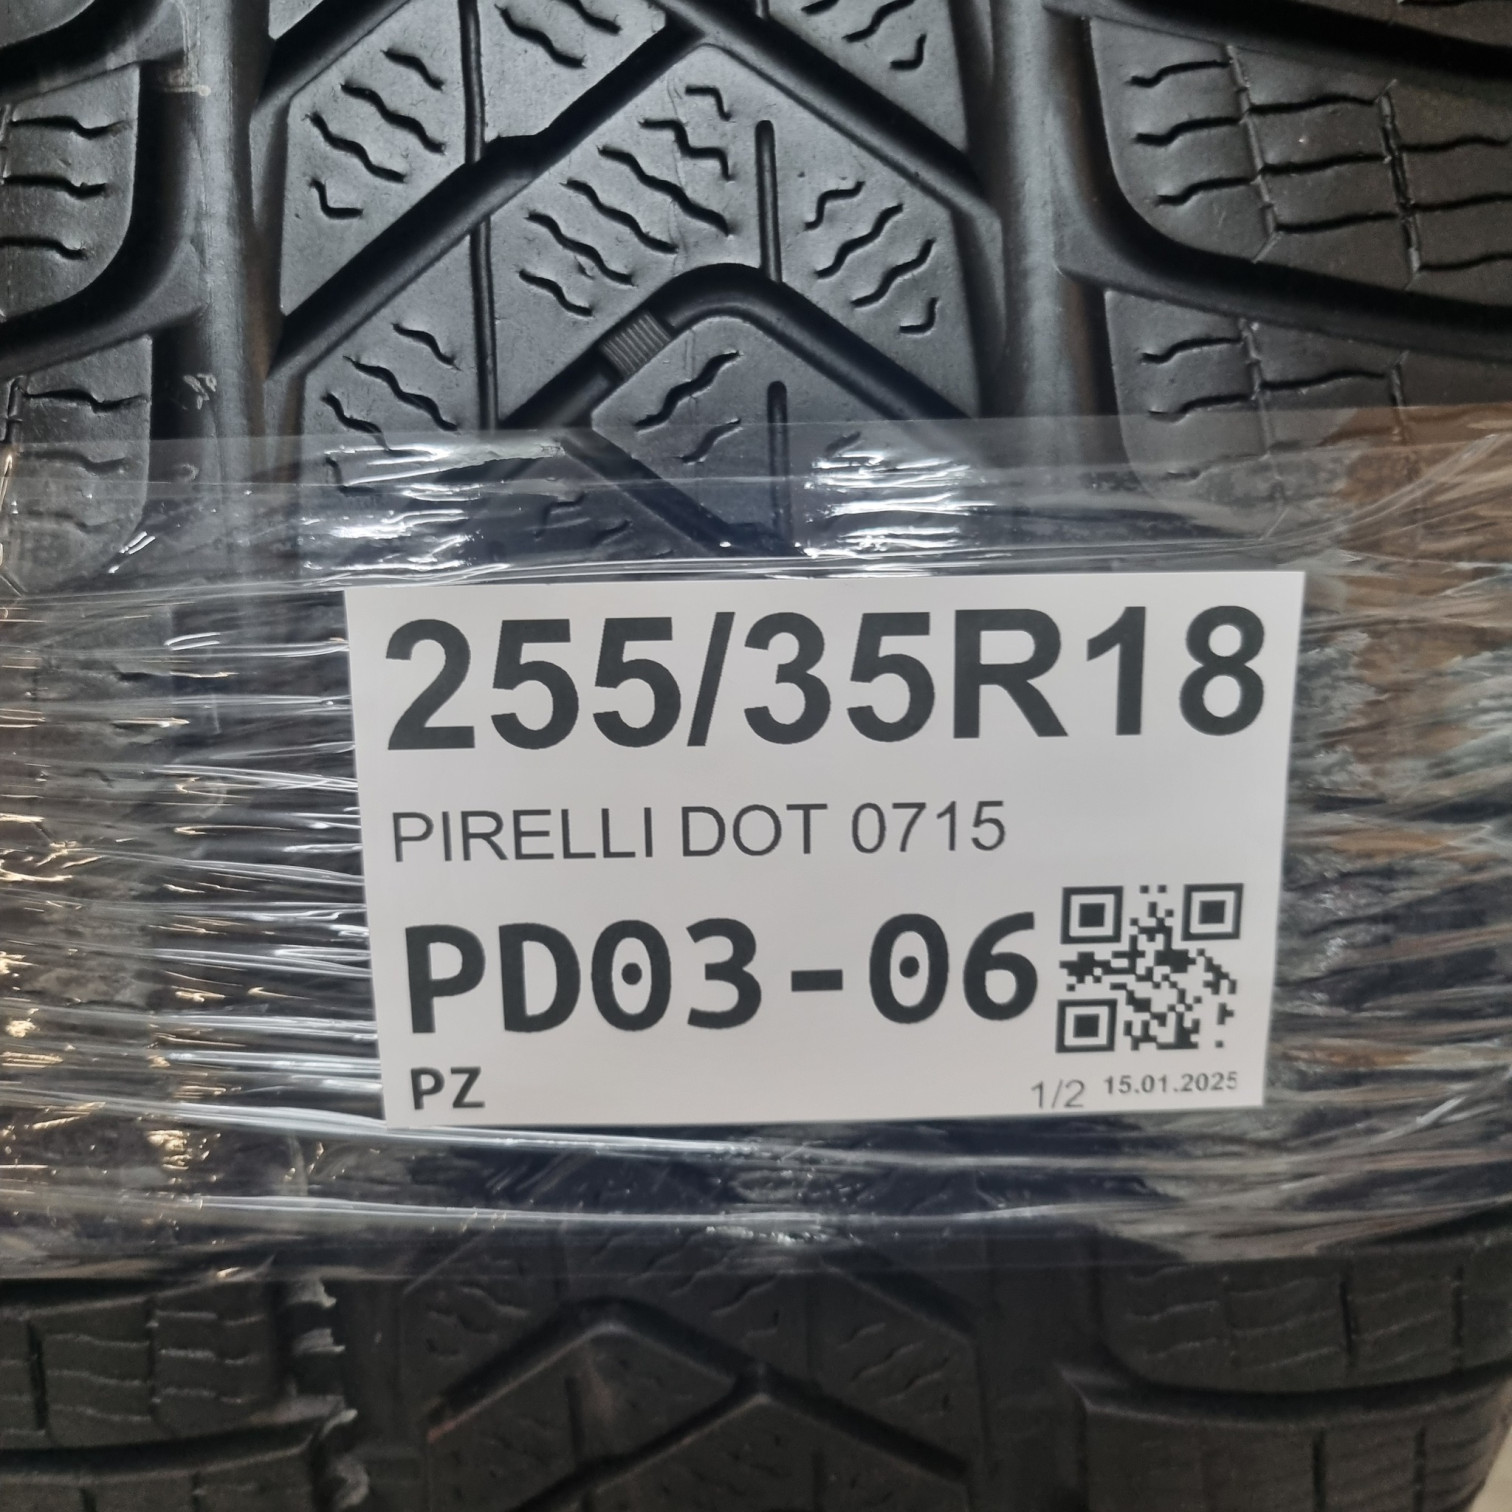 255/35R18
PIRELLI DOT 0715
PD03-06
PZ
1/2 15.01.2025